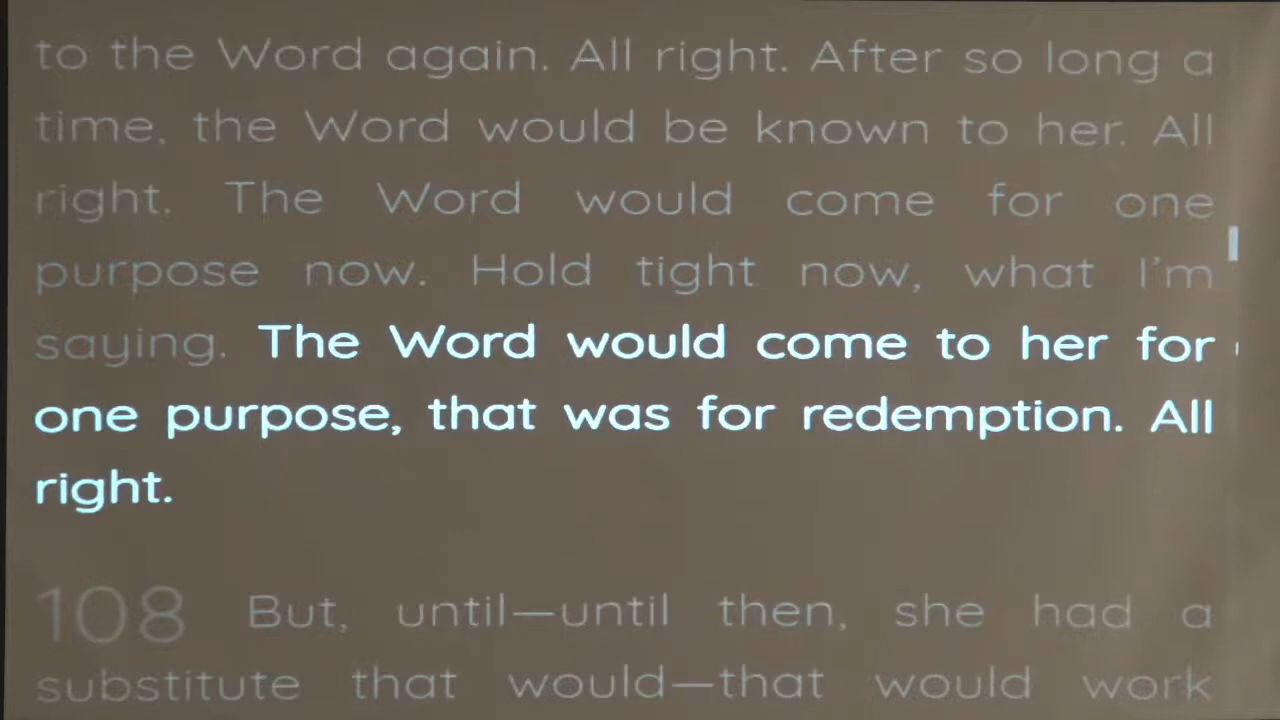 to the Word again. All right. After so long a
time, the Word would be known to her. All
right. The Word would come for one
purpose now. Hold tight now, what I'm
saying. The Word would come to her for
one purpose, that was for redemption. All
right.
108 But, until—until then, she had a
substitute that would—that would work